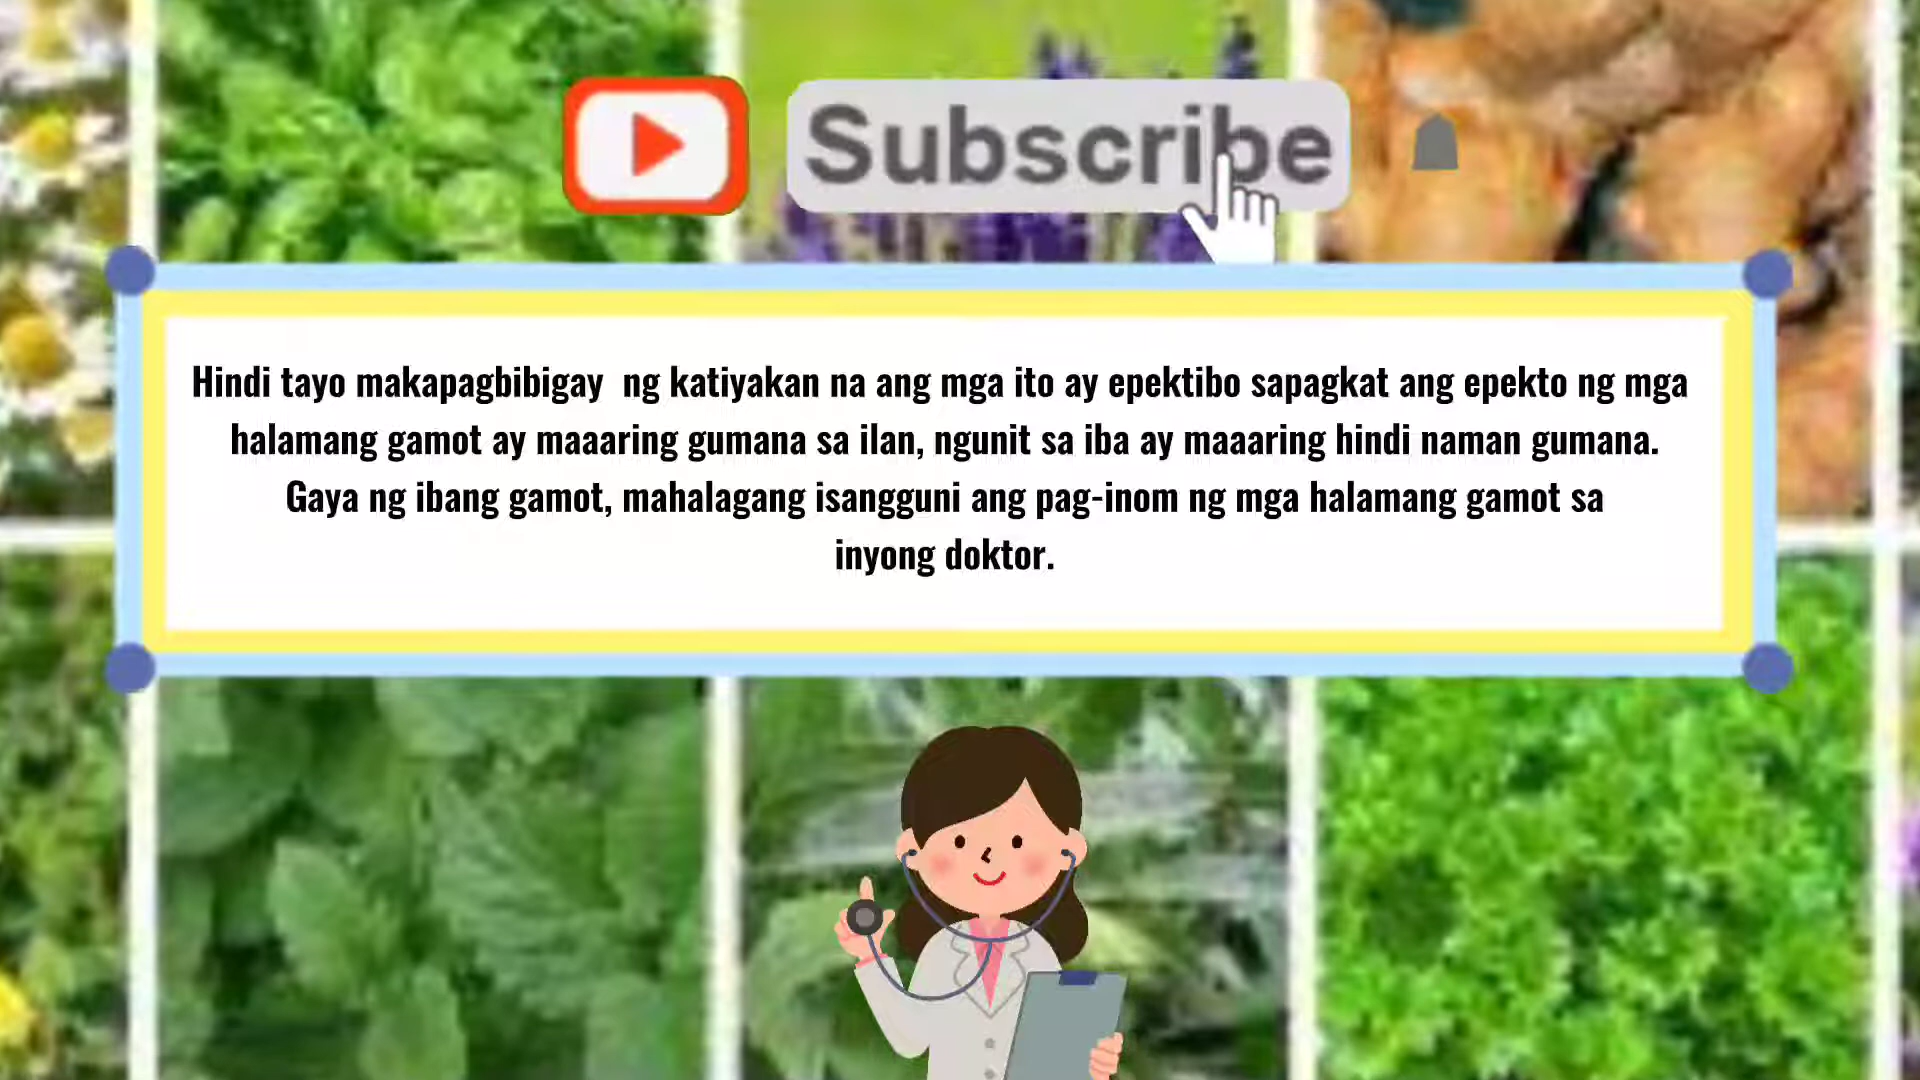 Subscribe
Hindi tayo makapagbibigay  ng katiyakan na ang mga ito ay epektibo sapagkat ang epekto ng mga
halamang gamot ay maaaring gumana sa ilan, ngunit sa iba ay maaaring hindi naman gumana.
Gaya ng ibang gamot, mahalagang isangguni ang pag-inom ng mga halamang gamot sa
inyong doktor.